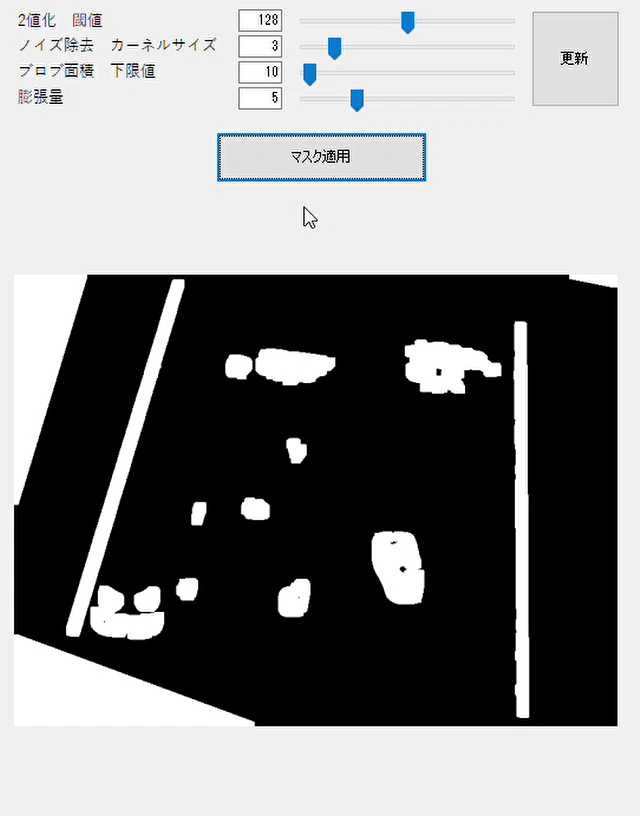 2値化　閾値 128
ノイズ除去　カーネルサイズ 3
ブロブ面積　下限値 10
膨張量 5
更新
マスク適用